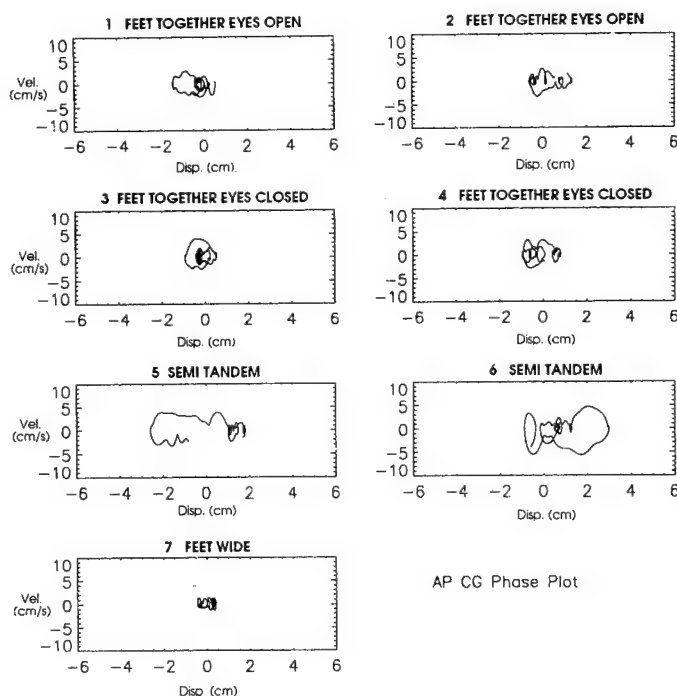 1 FEET TOGETHER EYES OPEN
10
5
Vel.
0
(cm/s)
−5
−10
−6 −4 −2 0 2 4 6
Disp. (cm).
2 FEET TOGETHER EYES OPEN
10
5
0
−5
−10
−6 −4 −2 0 2 4 6
Disp. (cm)
3 FEET TOGETHER EYES CLOSED
10
5
Vel.
0
(cm/s)
−5
−10
−6 −4 −2 0 2 4 6
Disp. (cm)
4 FEET TOGETHER EYES CLOSED
10
5
0
−5
−10
−6 −4 −2 0 2 4 6
Disp. (cm)
5 SEMI TANDEM
10
5
Vel.
0
(cm/s)
−5
−10
−6 −4 −2 0 2 4 6
Disp. (cm)
6 SEMI TANDEM
10
5
0
−5
−10
−6 −4 −2 0 2 4 6
Disp. (cm)
7 FEET WIDE
10
5
Vel.
0
(cm/s)
−5
−10
−6 −4 −2 0 2 4 6
Disp (cm)
AP CG Phase Plot